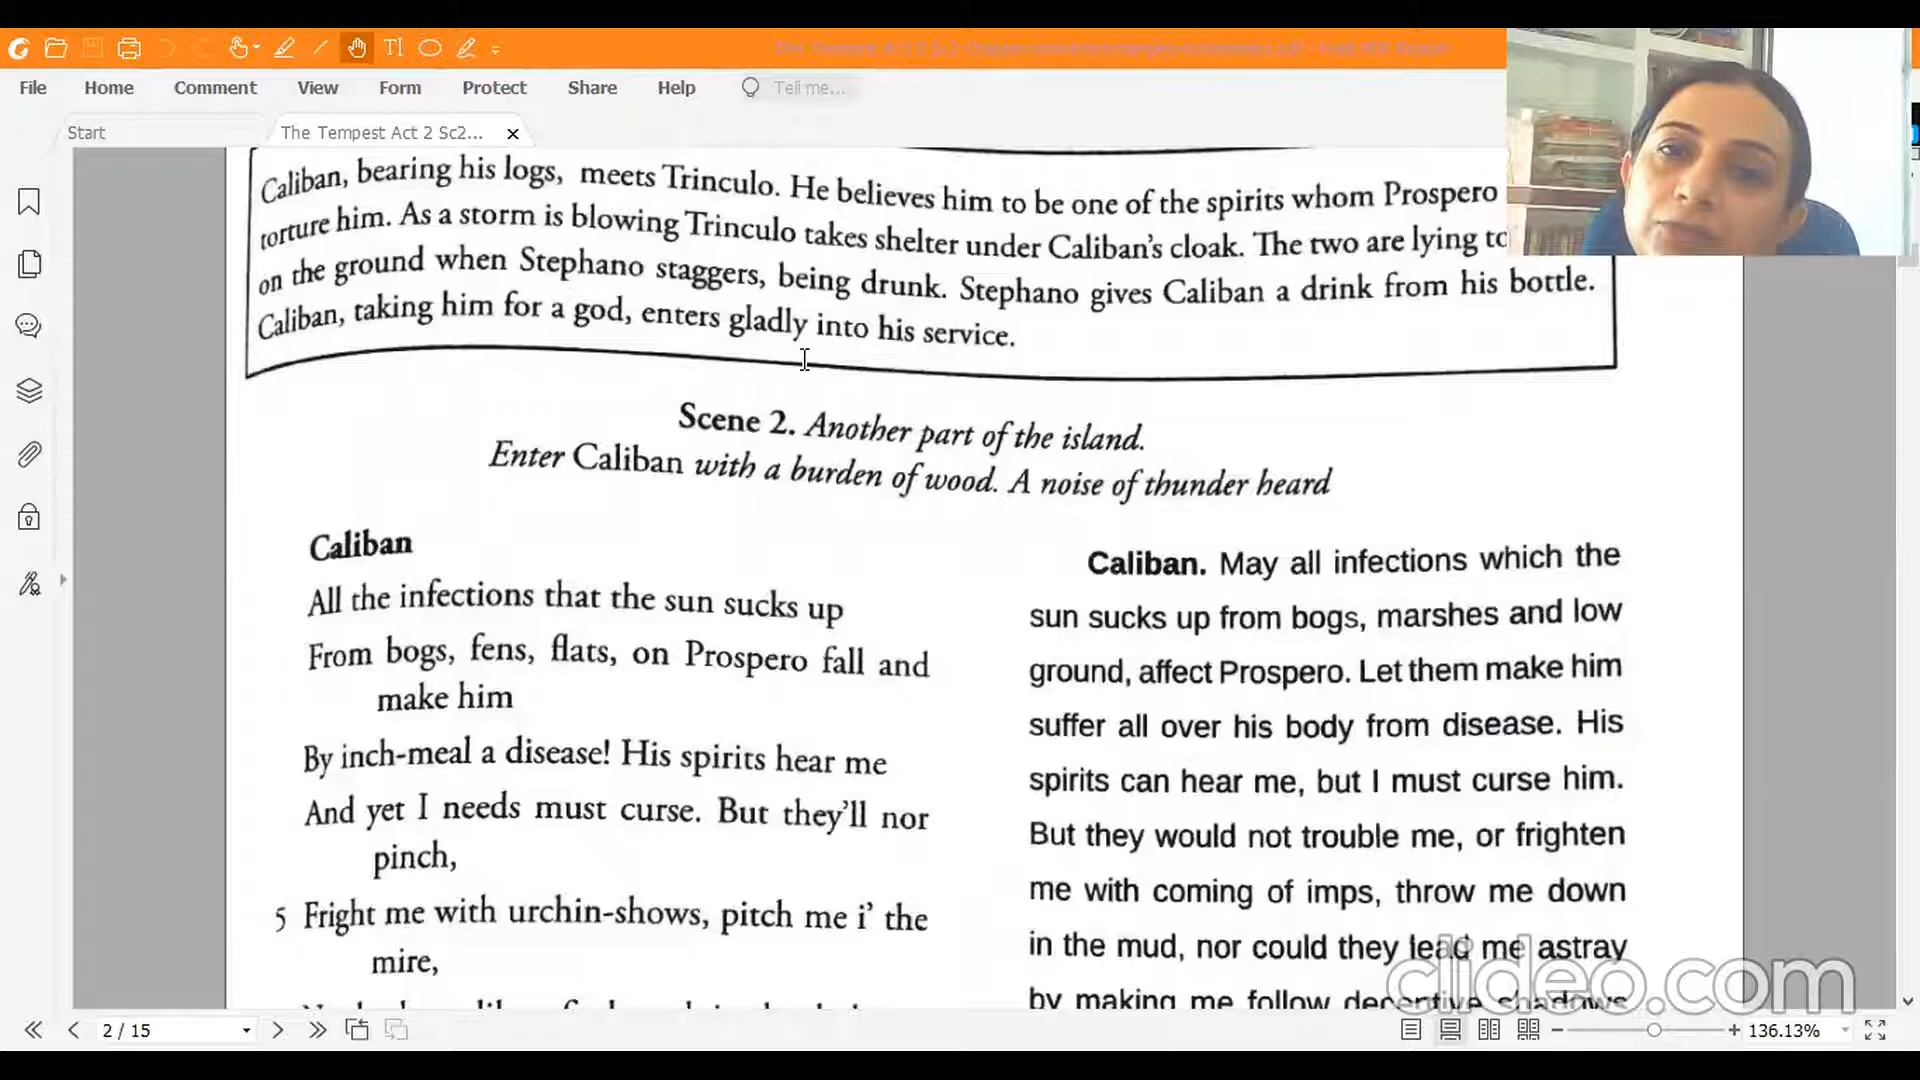 File Home Comment View Form Protect Share Help Tell me...
Start The Tempest Act 2 Sc2...
Caliban, bearing his logs, meets Trinculo. He believes him to be one of the spirits whom Prospero
torture him. As a storm is blowing Trinculo takes shelter under Caliban's cloak. The two are lying to
on the ground when Stephano staggers, being drunk. Stephano gives Caliban a drink from his bottle.
Caliban, taking him for a god, enters gladly into his service.
Scene 2. Another part of the island.
Enter Caliban with a burden of wood. A noise of thunder heard
Caliban
All the infections that the sun sucks up
From bogs, fens, flats, on Prospero fall and
make him
By inch-meal a disease! His spirits hear me
And yet I needs must curse. But they'll nor
pinch,
5 Fright me with urchin-shows, pitch me i' the
mire,
Caliban. May all infections which the
sun sucks up from bogs, marshes and low
ground, affect Prospero. Let them make him
suffer all over his body from disease. His
spirits can hear me, but I must curse him.
But they would not trouble me, or frighten
me with coming of imps, throw me down
in the mud, nor could they lead me astray
by making me follow deceptive shadows
clideo.com
2 / 15
136.13%